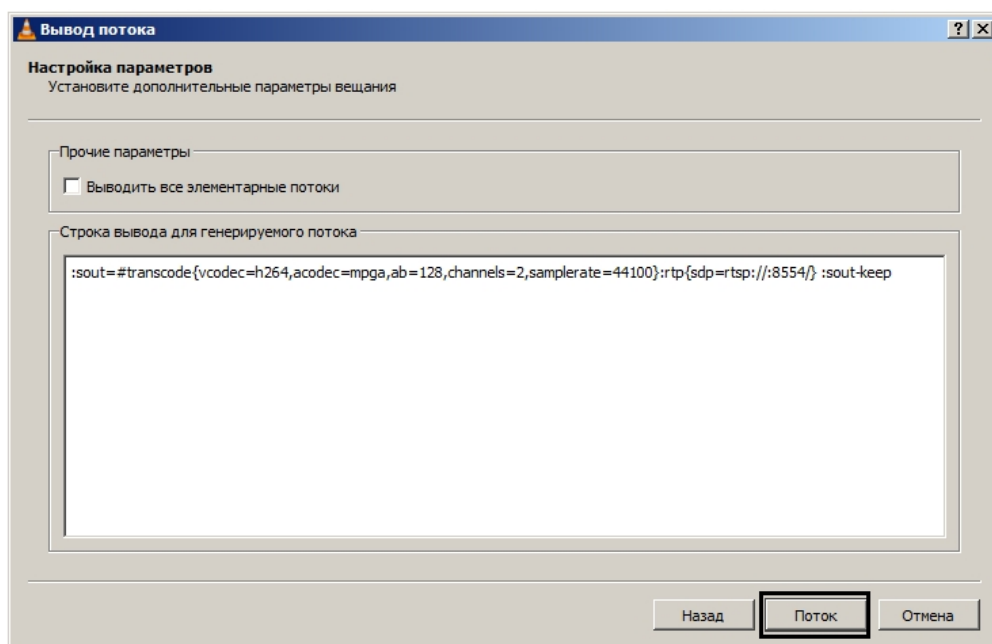 Вывод потока
Настройка параметров
Установите дополнительные параметры вещания
Прочие параметры
Выводить все элементарные потоки
Строка вывода для генерируемого потока
:sout=#transcode{vcodec=h264,acodec=mpga,ab=128,channels=2,samplerate=44100}:rtp{sdp=rtsp://:8554/} :sout-keep
Назад Поток Отмена